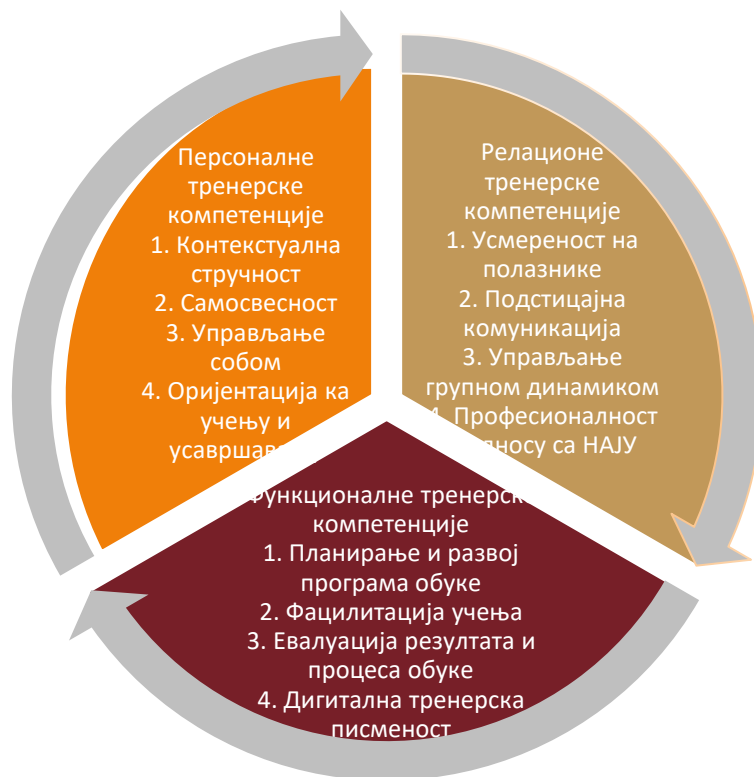 Персоналне
тренерске
компетенције
1. Контекстуална
стручност
2. Самосвесност
3. Управљање
собом
4. Оријентација ка
учењу и
Релационе
тренерске
компетенције
1. Усмереност на
полазнике
2. Подстицајна
комуникација
3. Управљање
групном динамиком
4. Професионалност
са НАЈУ
Функционалне тренерске
компетенције
1. Планирање и развој
програма обуке
2. Фацилитација учења
3. Евалуација резултата и
процеса обуке
4. Дигитална тренерска
писменост